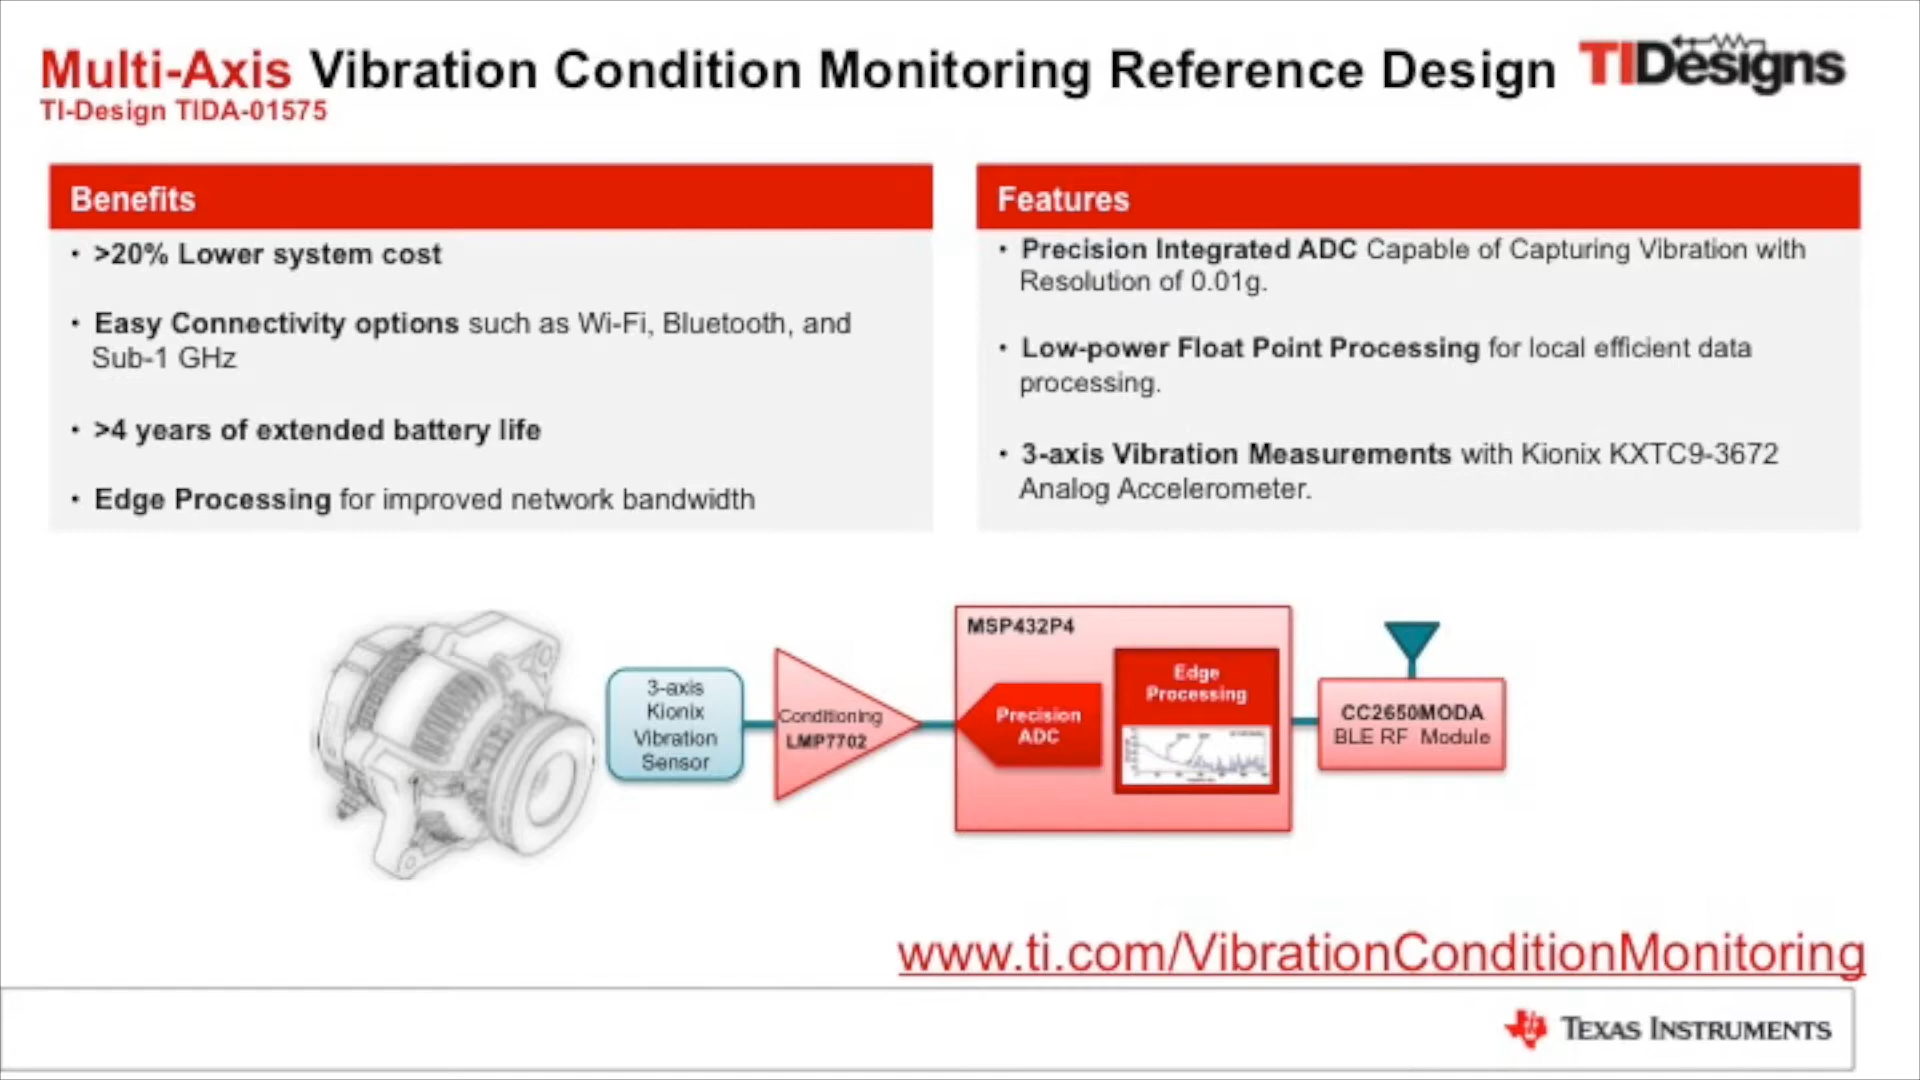 Multi-Axis Vibration Condition Monitoring Reference Design
TI Designs
TI-Design TIDA-01575
Benefits
• >20% Lower system cost
• Easy Connectivity options such as Wi-Fi, Bluetooth, and
Sub-1 GHz
• >4 years of extended battery life
• Edge Processing for improved network bandwidth
Features
• Precision Integrated ADC Capable of Capturing Vibration with
Resolution of 0.01g.
• Low-power Float Point Processing for local efficient data
processing.
• 3-axis Vibration Measurements with Kionix KXTC9-3672
Analog Accelerometer.
3-axis
Kionix
Vibration
Sensor
Conditioning
LMP7702
MSP432P4
Precision
ADC
Edge
Processing
CC2650MODA
BLE RF Module
www.ti.com/VibrationConditionMonitoring
TEXAS INSTRUMENTS